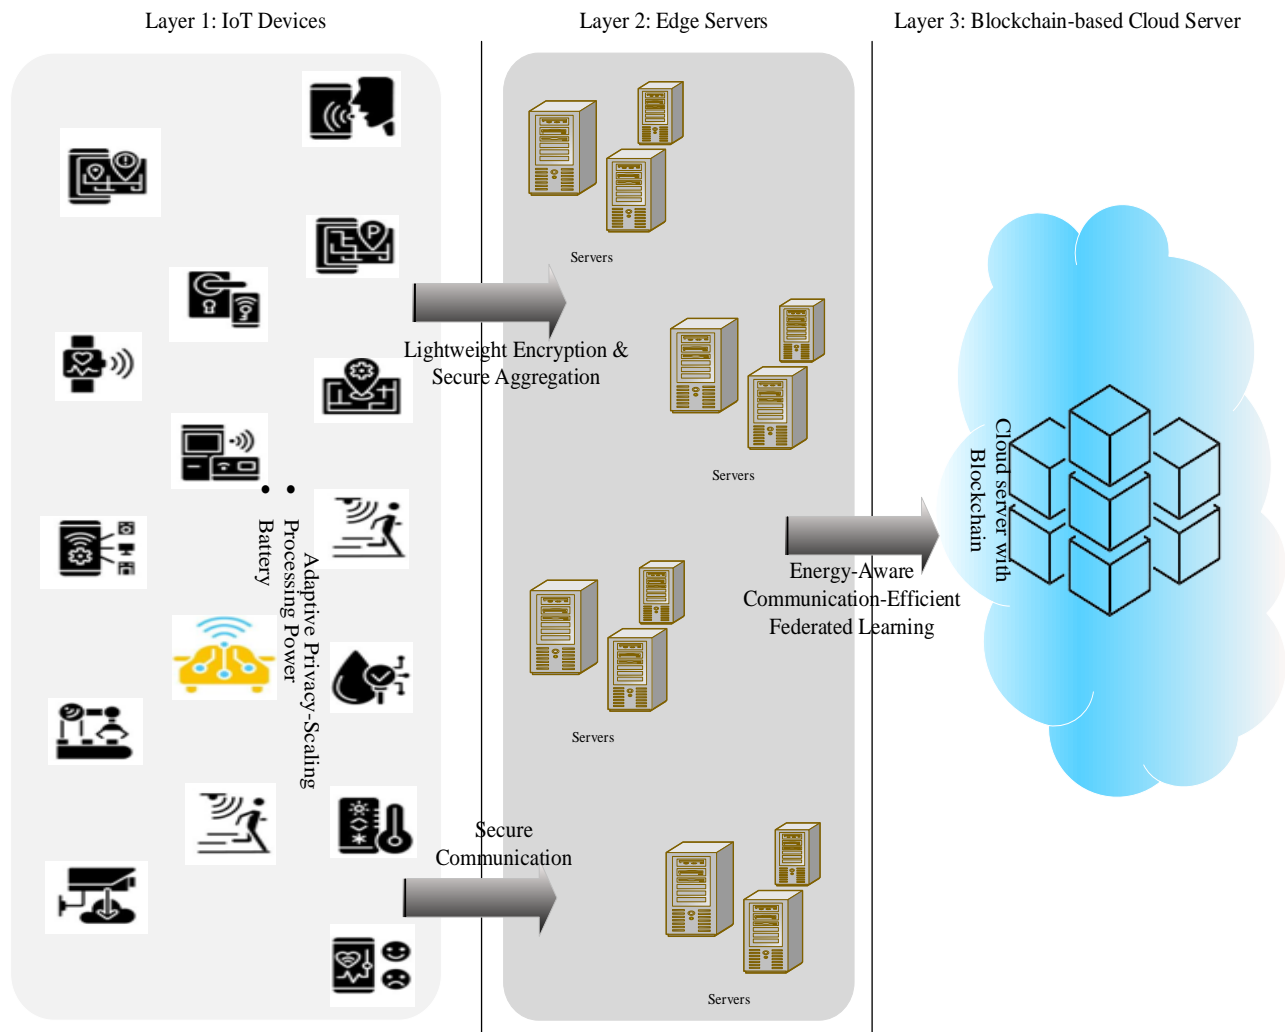 Layer 1: IoT Devices
Layer 2: Edge Servers
Layer 3: Blockchain-based Cloud Server
P
Servers
Lightweight Encryption &
Secure Aggregation
Servers
Adaptive Privacy-Scaling
• Processing Power
• Battery
Cloud server with
Blockchain
Energy-Aware
Communication-Efficient
Federated Learning
Servers
Secure
Communication
Servers